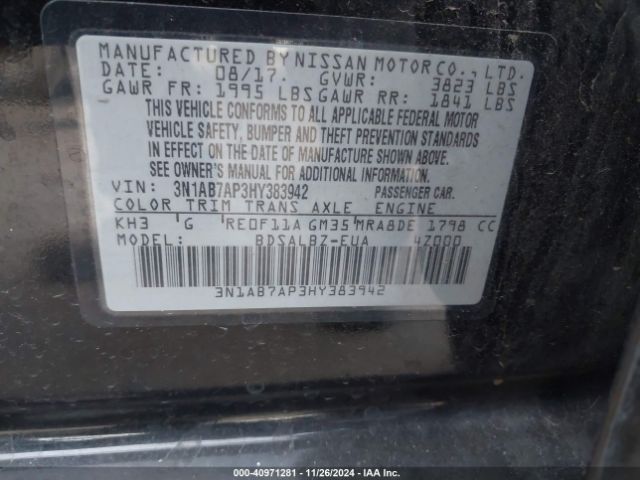 MANUFACTURED BY NISSAN MOTOR CO., LTD.
DATE: 08/17. GVWR: 3823 LBS
GAWR FR: 1995 LBS GAWR RR: 1841 LBS
THIS VEHICLE CONFORMS TO ALL APPLICABLE FEDERAL MOTOR
VEHICLE SAFETY, BUMPER AND THEFT PREVENTION STANDARDS
IN EFFECT ON THE DATE OF MANUFACTURE SHOWN ABOVE.
SEE OWNER'S MANUAL FOR ADDITIONAL INFORMATION.
VIN: 3N1AB7AP3HY383942 PASSENGER CAR.
COLOR TRIM TRANS AXLE ENGINE
KH3 G RE0F11A GM35 MRA8DE 1798 CC
MODEL: BDSALBZ-EUA 4Z000
3N1AB7AP3HY383942
000-40971281 | 11/26/2024 | IAA Inc.